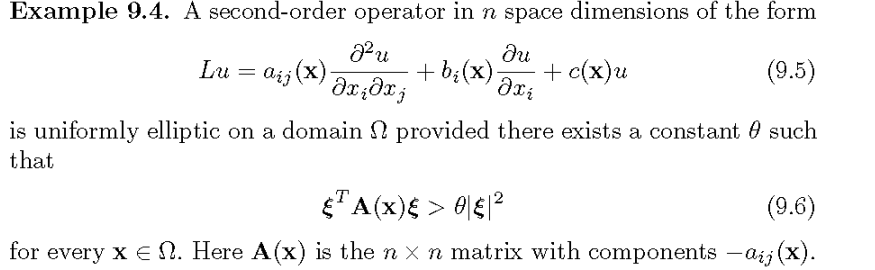 Example 9.4. A second-order operator in n space dimensions of the form
Lu = a_{ij}(x) ∂²u/∂x_i∂x_j + b_i(x) ∂u/∂x_i + c(x)u (9.5)
is uniformly elliptic on a domain Ω provided there exists a constant θ such
that
ξ^T A(x)ξ > θ|ξ|² (9.6)
for every x ∈ Ω. Here A(x) is the n × n matrix with components −a_{ij}(x).